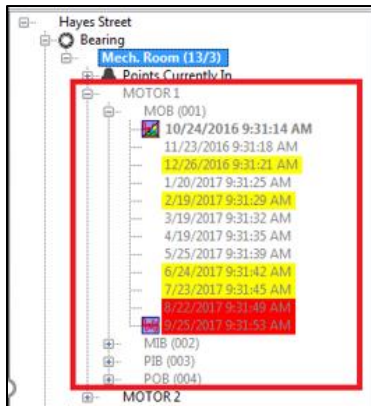 Hayes Street
Bearing
Mech. Room (13/3)
Points Currently In
MOTOR 1
MOB (001)
10/24/2016 9:31:14 AM
11/23/2016 9:31:18 AM
12/26/2016 9:31:21 AM
1/20/2017 9:31:25 AM
2/19/2017 9:31:29 AM
3/19/2017 9:31:32 AM
4/19/2017 9:31:35 AM
5/25/2017 9:31:39 AM
6/24/2017 9:31:42 AM
7/23/2017 9:31:45 AM
8/22/2017 9:31:49 AM
9/25/2017 9:31:53 AM
MIB (002)
PIB (003)
POB (004)
MOTOR 2